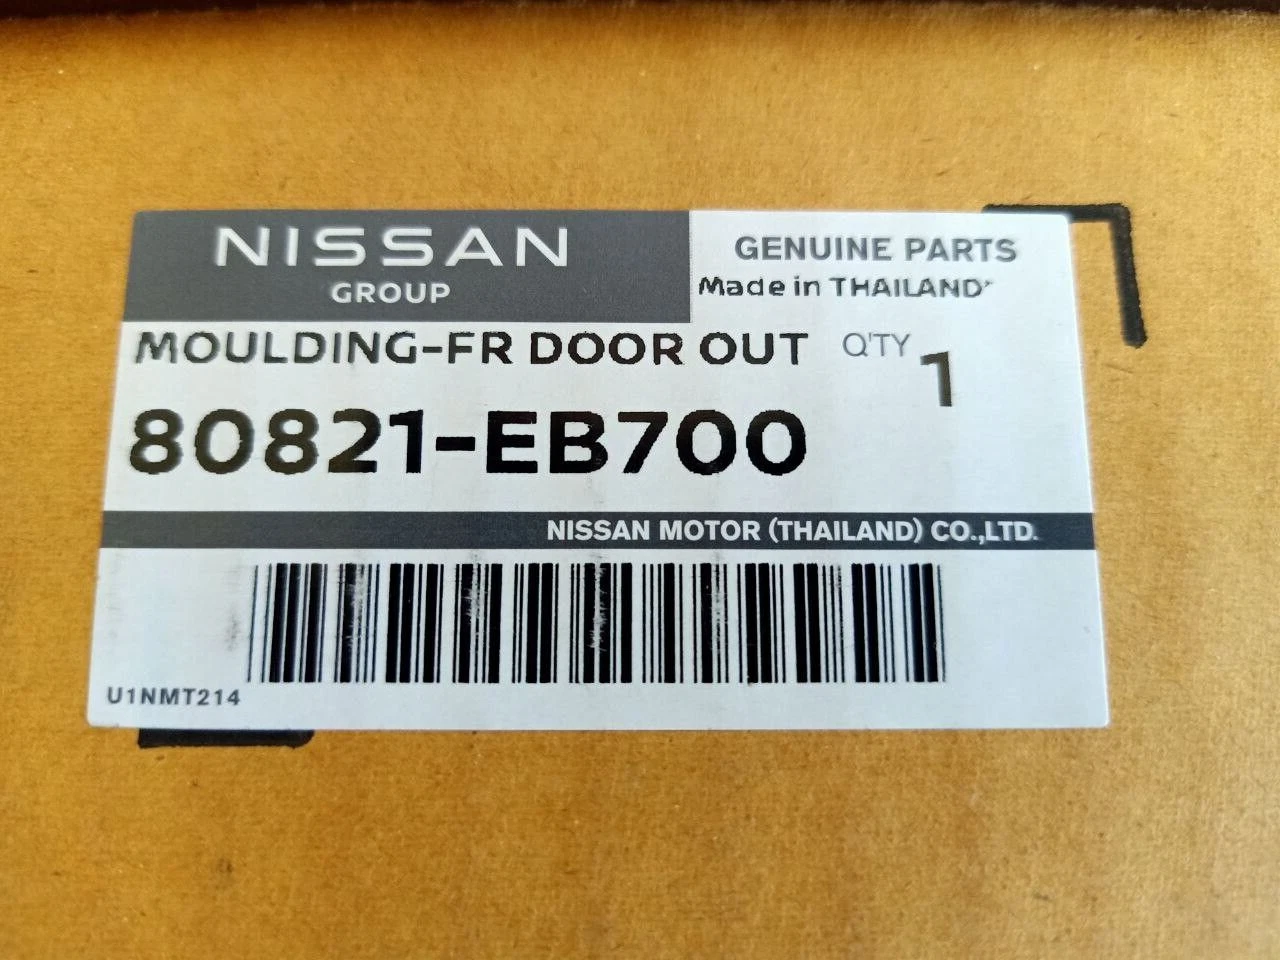 NISSAN
GROUP
GENUINE PARTS
Made in THAILAND
MOULDING-FR DOOR OUT
Q'TY 1
80821-EB700
NISSAN MOTOR (THAILAND) CO.,LTD.
U1NMT214